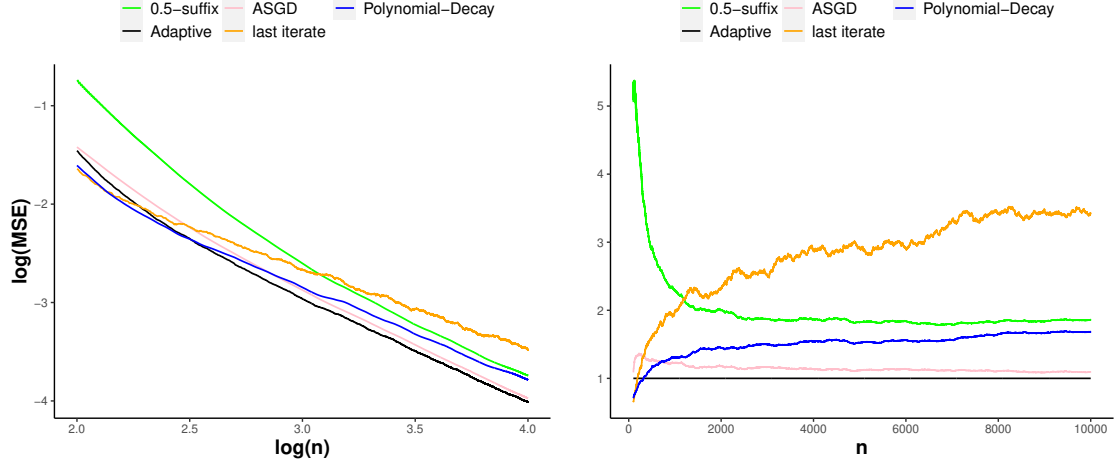 0.5−suffix ASGD Polynomial−Decay
Adaptive last iterate
−1
−2
−3
−4
log(MSE)
2.0 2.5 3.0 3.5 4.0
log(n)
0.5−suffix ASGD Polynomial−Decay
Adaptive last iterate
5
4
3
2
1
0 2000 4000 6000 8000 10000
n